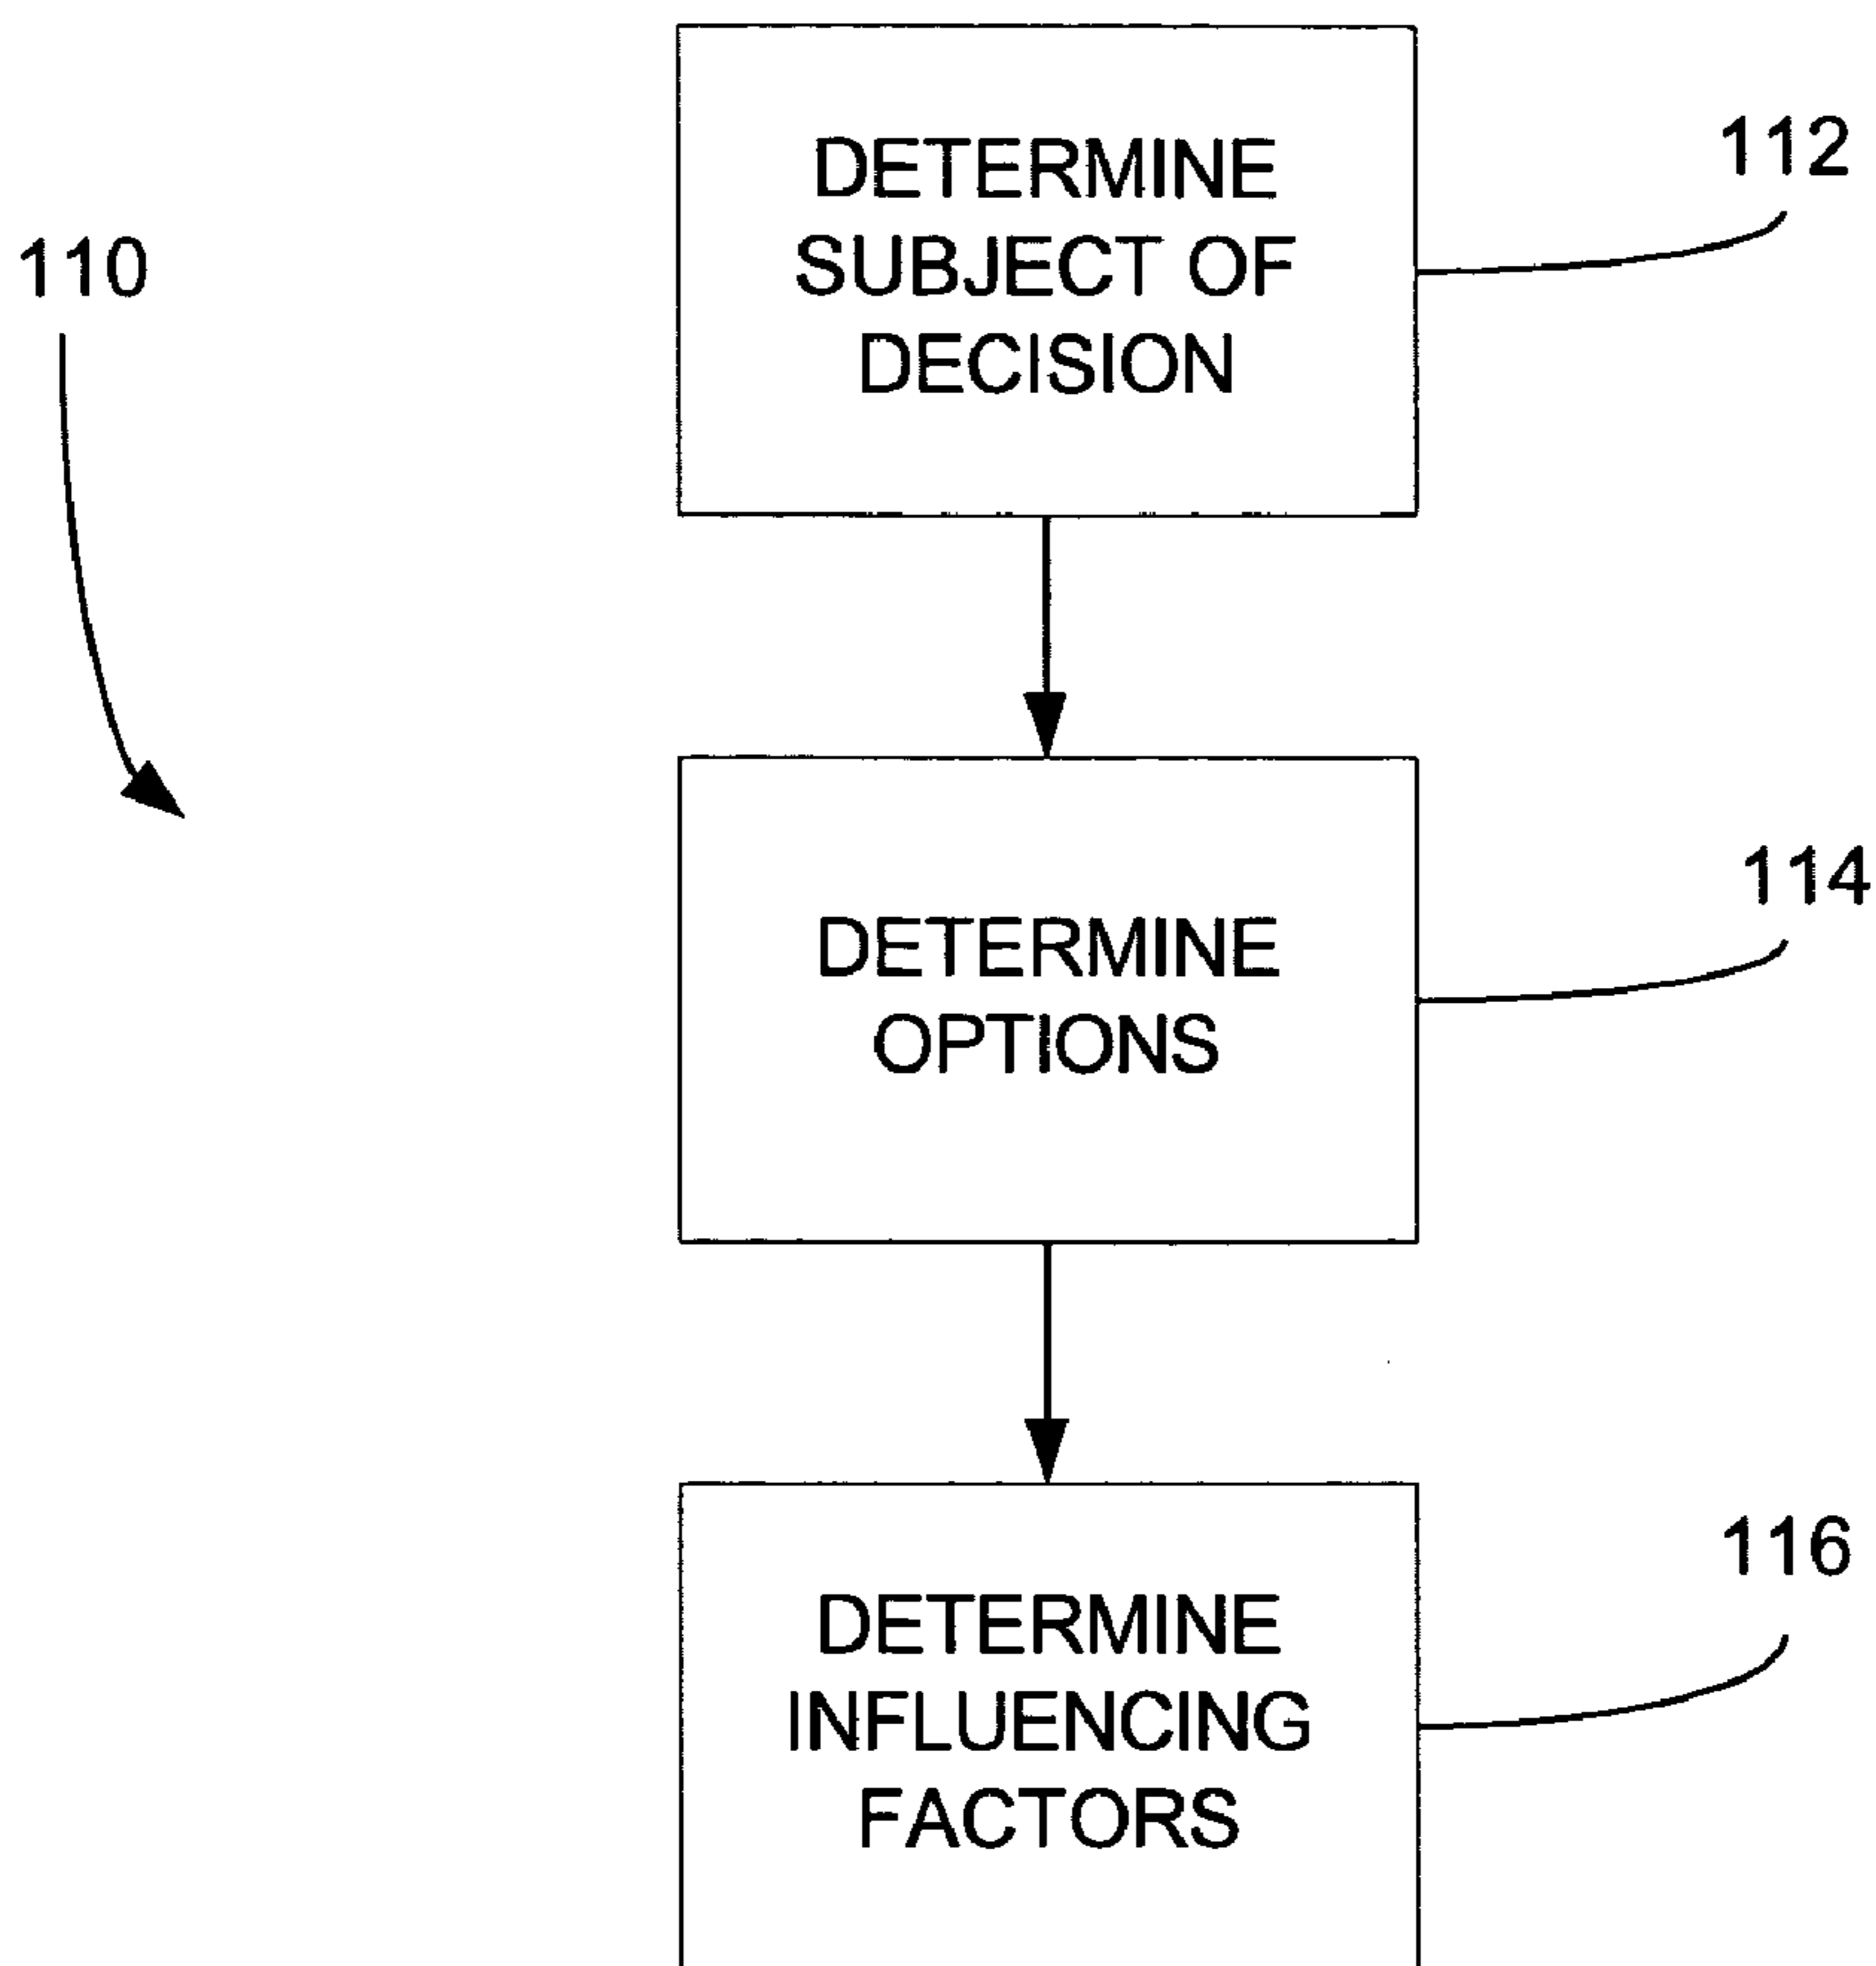 DETERMINE
SUBJECT OF
DECISION
112
110
DETERMINE
OPTIONS
114
DETERMINE
INFLUENCING
FACTORS
116